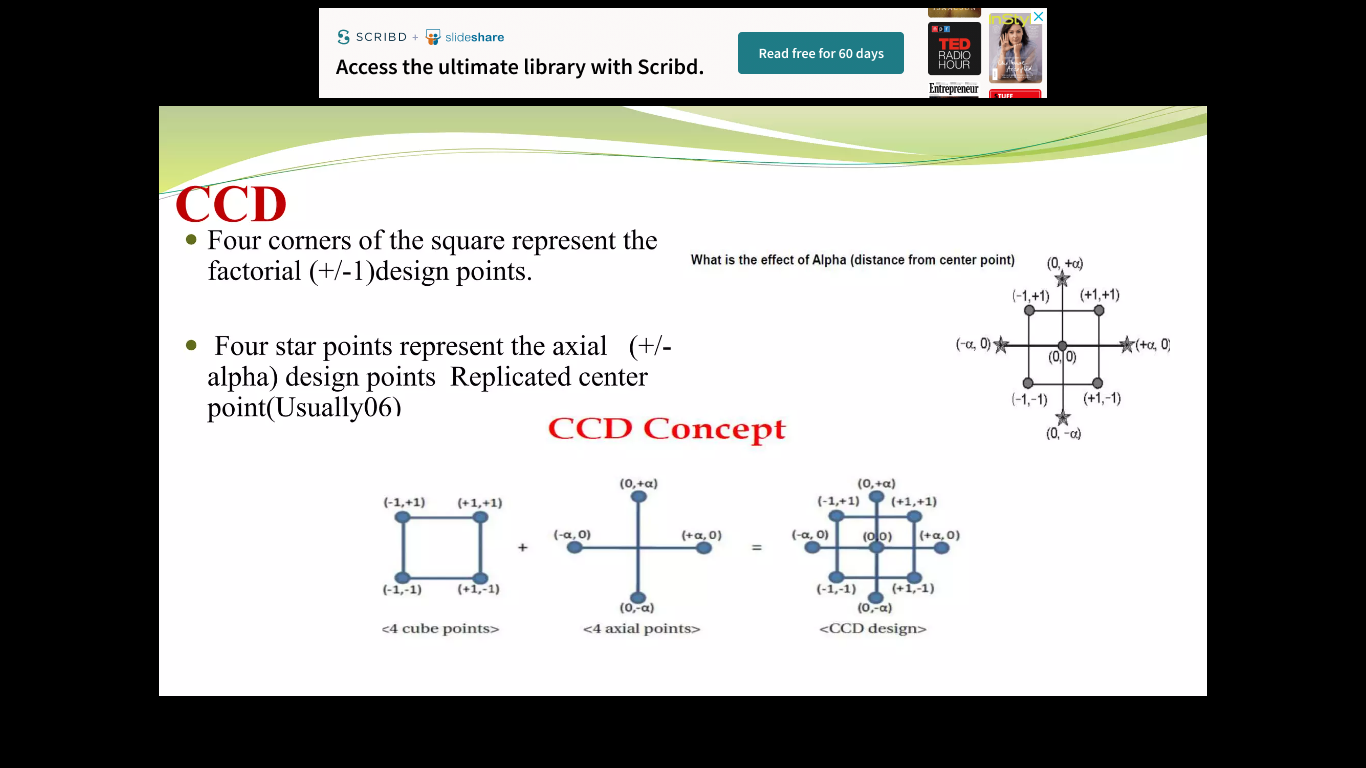 SCRIBD + slideshare
Access the ultimate library with Scribd.
Read free for 60 days
TED
RADIO
HOUR
Entrepreneur
InStyle
CCD
Four corners of the square represent the
factorial (+/-1)design points.
Four star points represent the axial (+/-
alpha) design points Replicated center
point(Usually06)
What is the effect of Alpha (distance from center point)
(0, +α)
(-1,+1) (+1,+1)
(-α, 0) (+α, 0)
(0,0)
(-1,-1) (+1,-1)
(0, -α)
CCD Concept
(-1,+1) (+1,+1)
(-1,-1) (+1,-1)
<4 cube points>
+
(0,+α)
(-α, 0) (+α, 0)
(0,-α)
<4 axial points>
=
(0,+α)
(-1,+1) (+1,+1)
(-α, 0) (0,0) (+α, 0)
(-1,-1) (+1,-1)
(0,-α)
<CCD design>